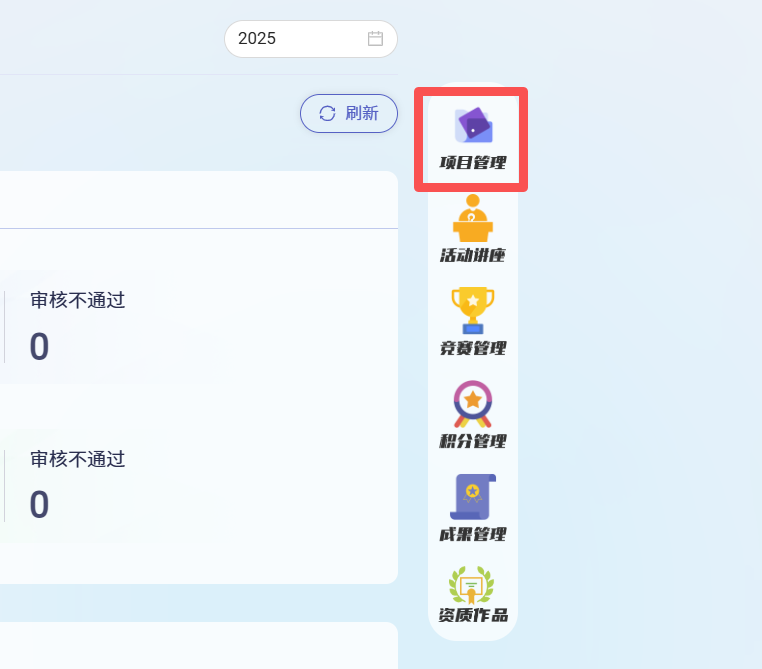 2025
刷新
项目管理
活动讲座
审核不通过
0
竞赛管理
积分管理
审核不通过
0
成果管理
资质作品